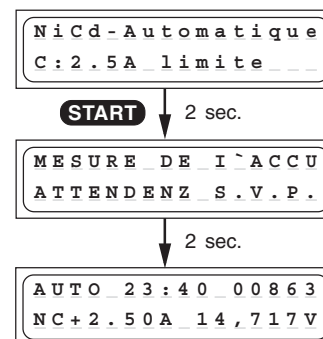 NiCd-Automatique
C:2.5A limite
START 2 sec.
MESURE DE I`ACCU
ATTENDENZ S.V.P.
2 sec.
AUTO 23:40 00863
NC+2.50A 14,717V